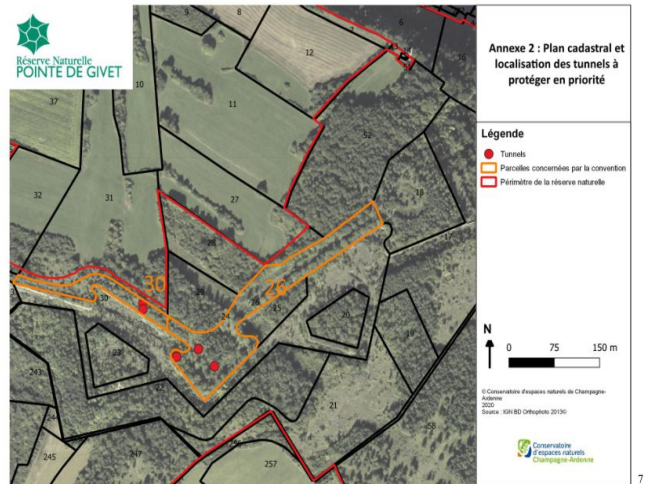 Réserve Naturelle
POINTE DE GIVET
Annexe 2 : Plan cadastral et
localisation des tunnels à
protéger en priorité
Légende
Tunnels
Parcelles concernées par la convention
Périmètre de la réserve naturelle
N
0 75 150 m
© Conservatoire d'espaces naturels de Champagne-
Ardenne
2020
Source : IGN BD Orthophoto 2013©
Conservatoire
d'espaces naturels
Champagne-Ardenne
9
8
6
12
16
10
37
11
52
32
31
27
18
17
28
30
26
30
29
24
26
25
20
19
23
22
243
21
58
244
245
247
257
7